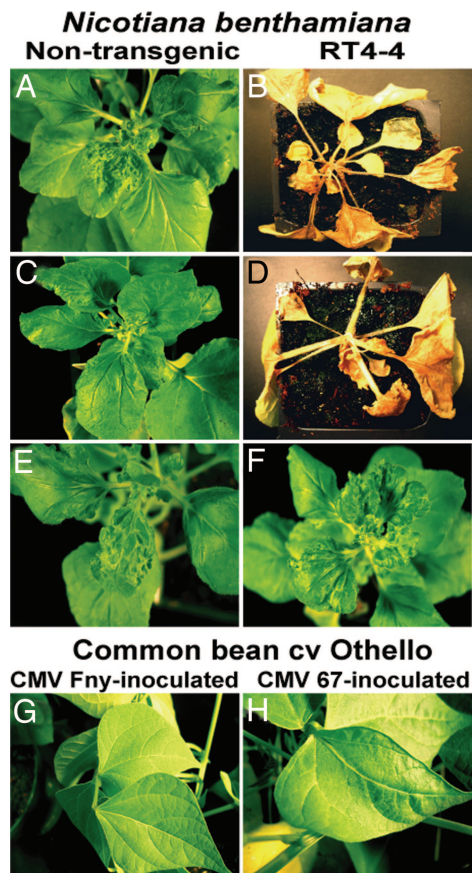 Nicotiana benthamiana
Non-transgenic RT4-4
A B
C D
E F
Common bean cv Othello
CMV Fny-inoculated CMV 67-inoculated
G H